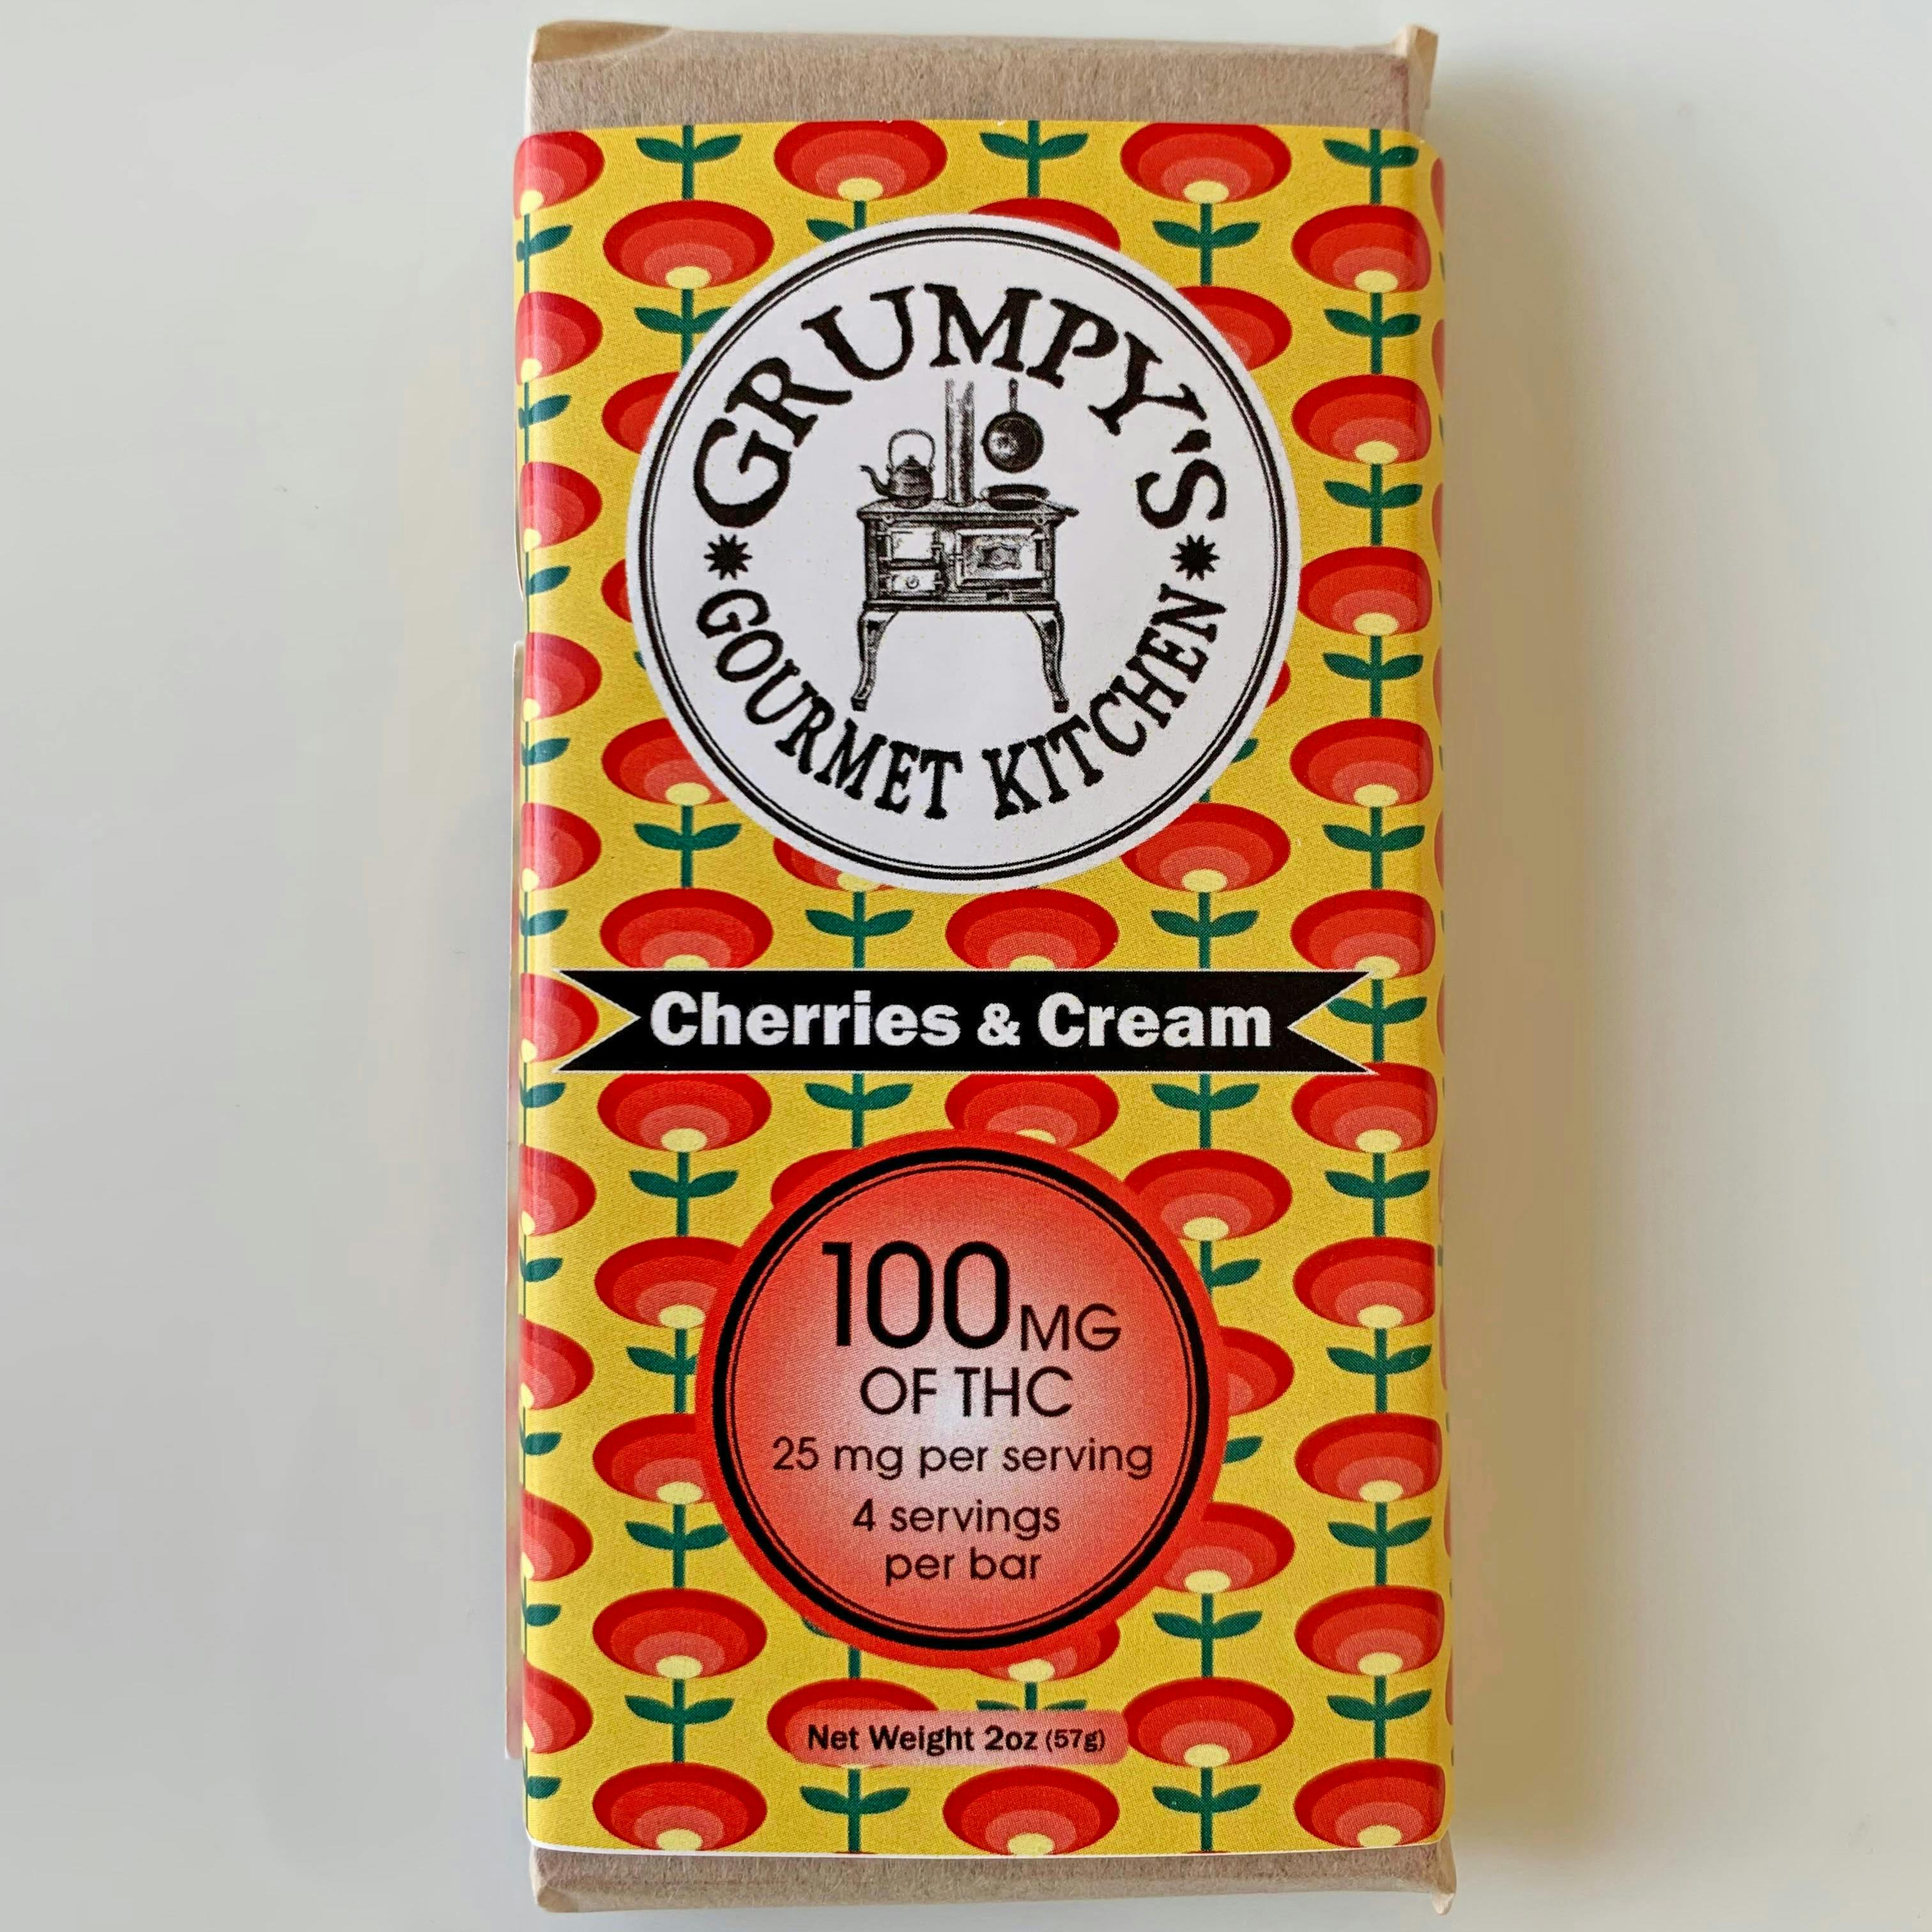 GRUMPY'S
GOURMET KITCHEN
Cherries & Cream
100MG
OF THC
25 mg per serving
4 servings
per bar
Net Weight 2oz (57g)